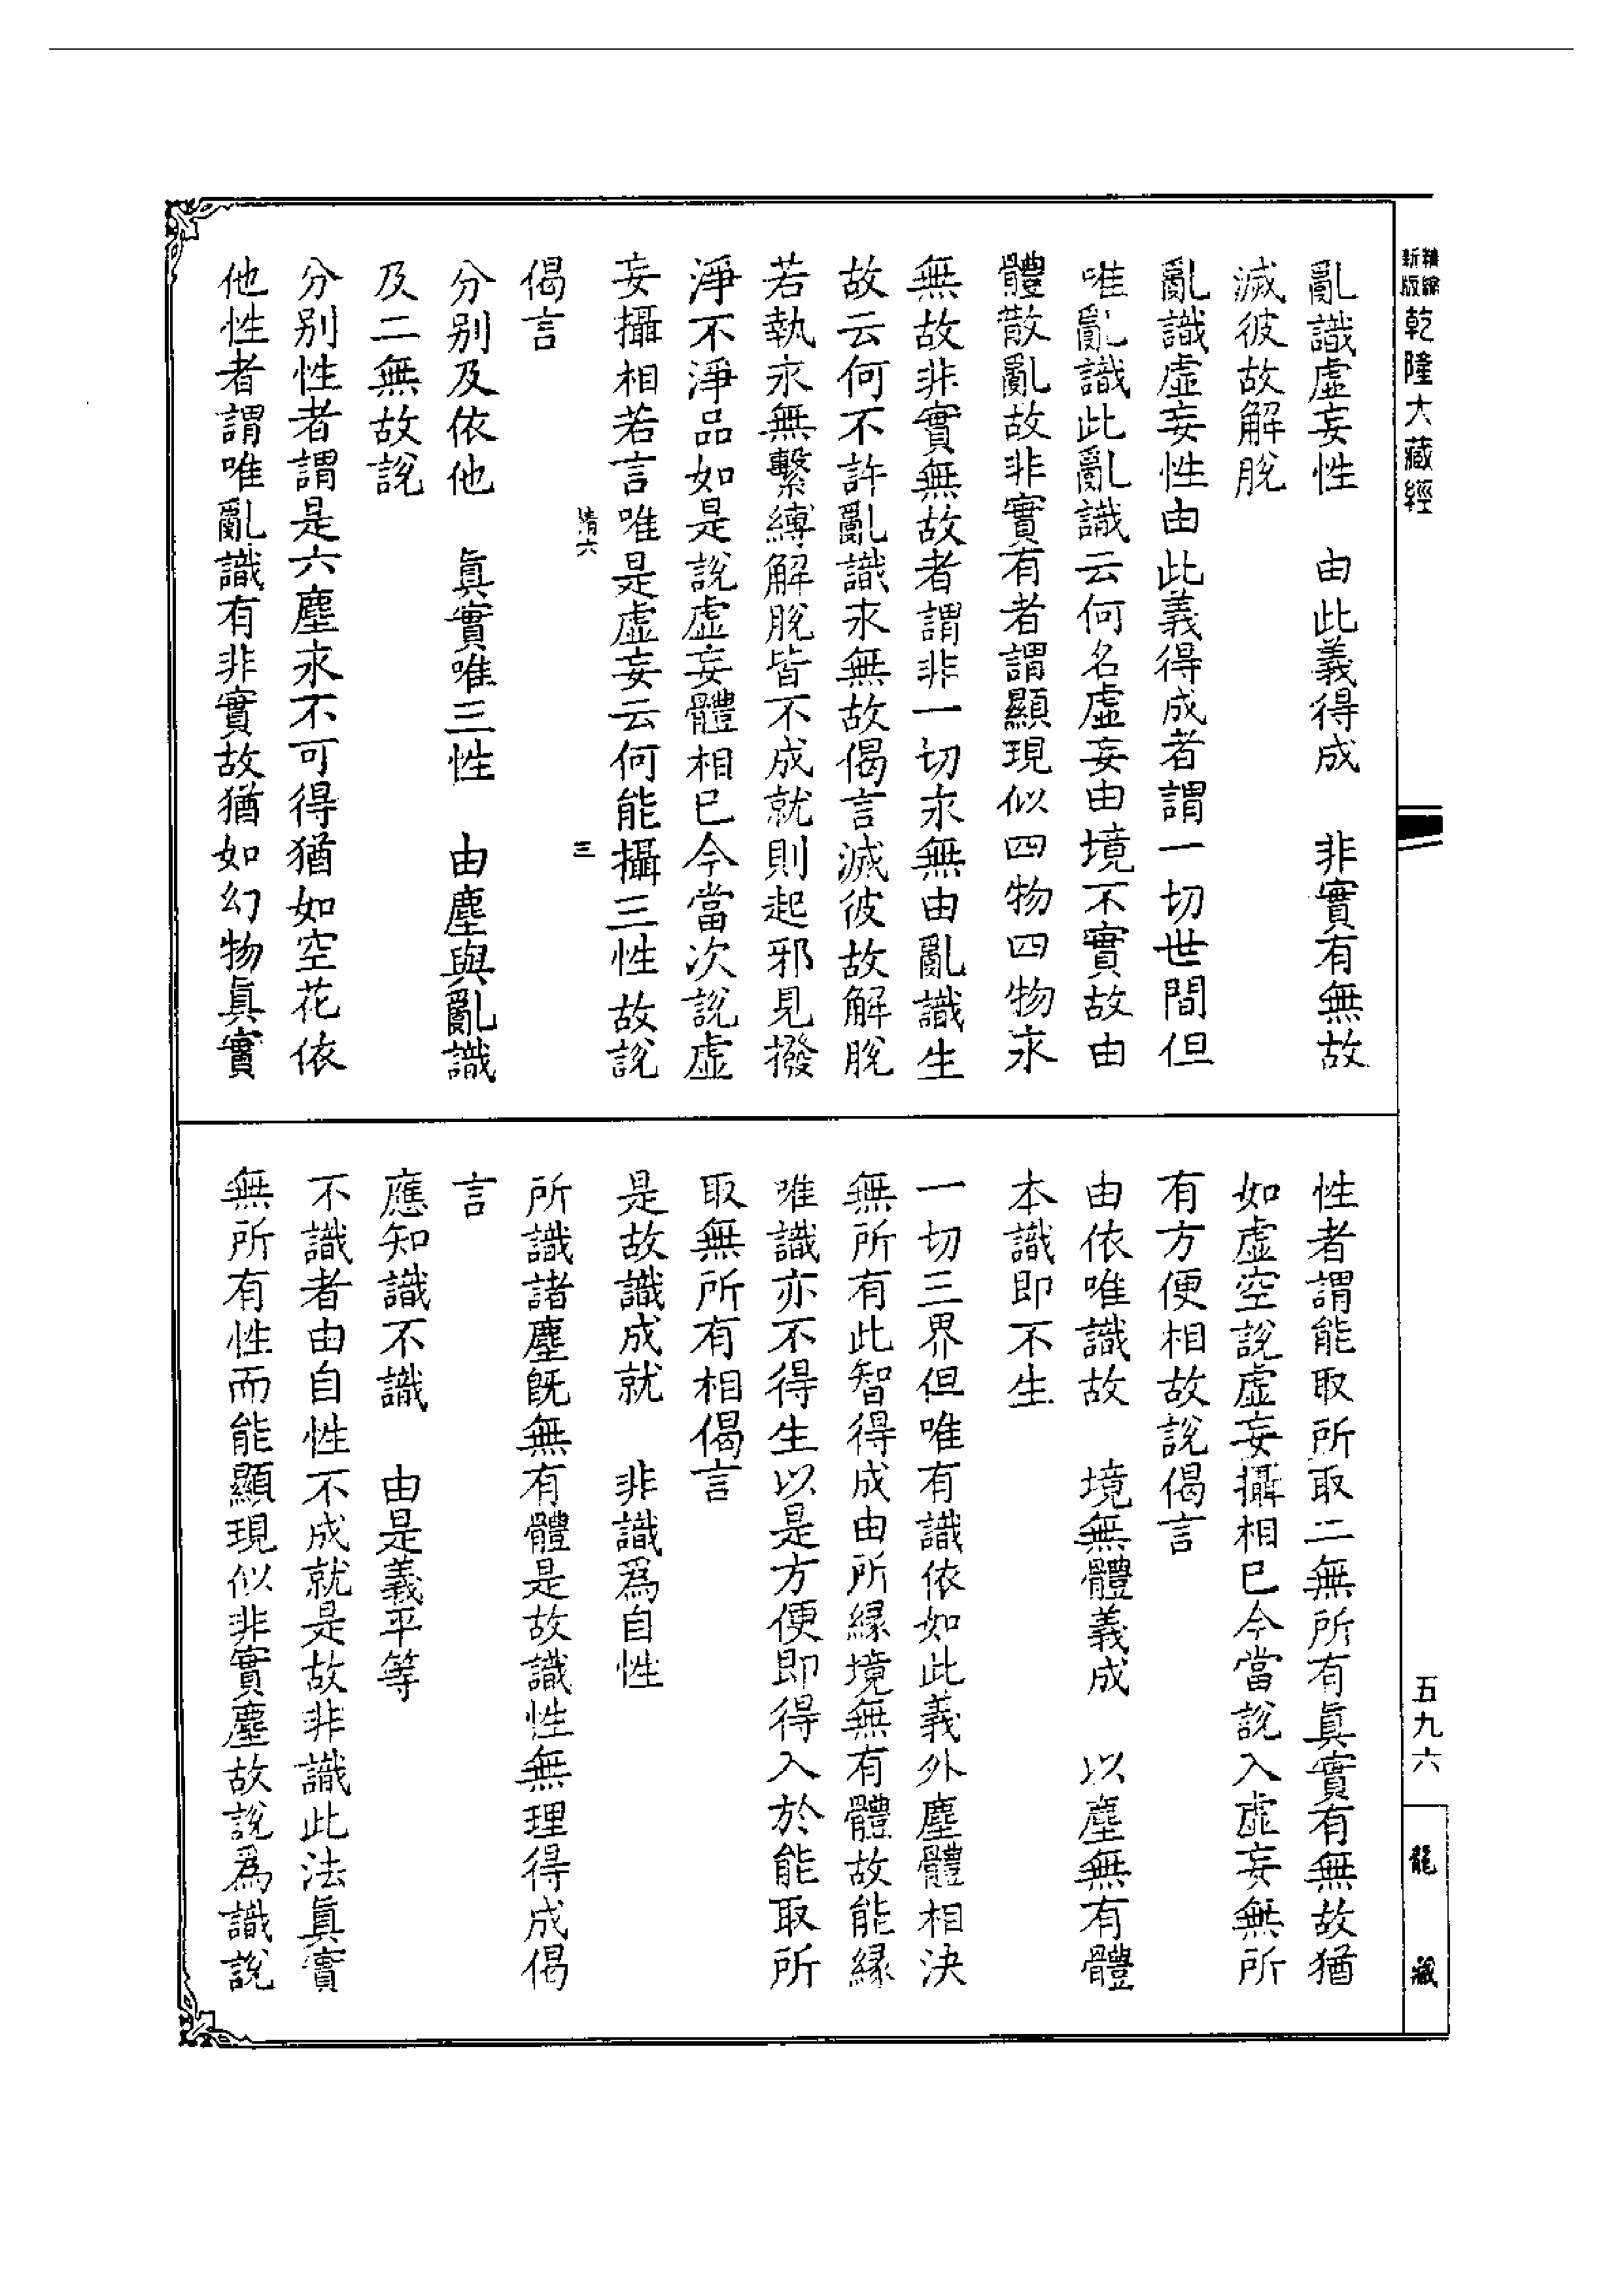 新版
精縮
乾隆大藏經
亂識虛妄性　由此義得成　非實有無故
滅彼故解脫
亂識虛妄性由此義得成者謂一切世間但
唯亂識此亂識云何名虛妄由境不實故由
體散亂故非實有者謂顯現似四物四物永
無故非實無故者謂非一切永無由亂識生
故云何不許亂識永無故偈言滅彼故解脫
若執永無繫縛解脫皆不成就則起邪見撥
淨不淨品如是說虛妄體相已今當次說虛
妄攝相若言唯是虛妄云何能攝三性故說
三
偈言
分別及依他　眞實唯三性　由塵與亂識
及二無故說
分別性者謂是六塵永不可得猶如空花依
他性者謂唯亂識有非實故猶如幻物眞實
性者謂能取所取二無所有眞實有無故猶
如虛空說虛妄攝相已今當說入虛妄無所
有方便相故說偈言
由依唯識故　境無體義成　以塵無有體
本識即不生
一切三界但唯有識依如此義外塵體相決
無所有此智得成由所緣境無有體故能緣
唯識亦不得生以是方便即得入於能取所
取無所有相偈言
是故識成就　非識爲自性
所識諸塵旣無有體是故識性無理得成偈
言
應知識不識　由是義平等
不識者由自性不成就是故非識此法眞實
無所有性而能顯現似非實塵故說爲識說
五九六
龍藏